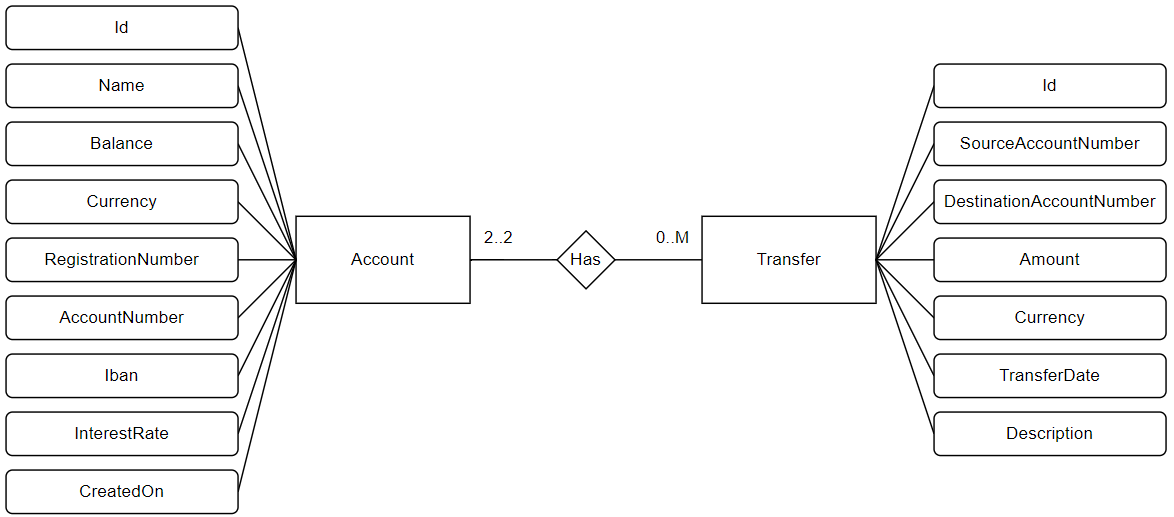 Id
Name
Balance
Currency
RegistrationNumber
AccountNumber
Iban
InterestRate
CreatedOn
Account
2..2
Has
0..M
Transfer
Id
SourceAccountNumber
DestinationAccountNumber
Amount
Currency
TransferDate
Description